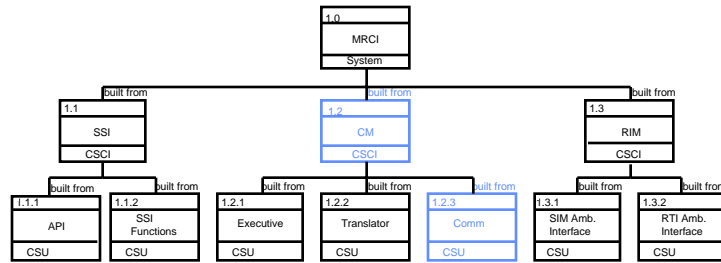 1.0
MRCI
System
built from
built from
built from
1.1
SSI
CSCI
1.2
CM
CSCI
1.3
RIM
CSCI
built from
built from
built from
built from
built from
built from
built from
I.1.1
API
CSU
1.1.2
SSI
Functions
CSU
1.2.1
Executive
CSU
1.2.2
Translator
CSU
1.2.3
Comm
CSU
1.3.1
SIM Amb.
Interface
CSU
1.3.2
RTI Amb.
Interface
CSU